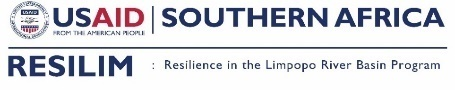 USAID | SOUTHERN AFRICA
FROM THE AMERICAN PEOPLE
RESILIM : Resilience in the Limpopo River Basin Program